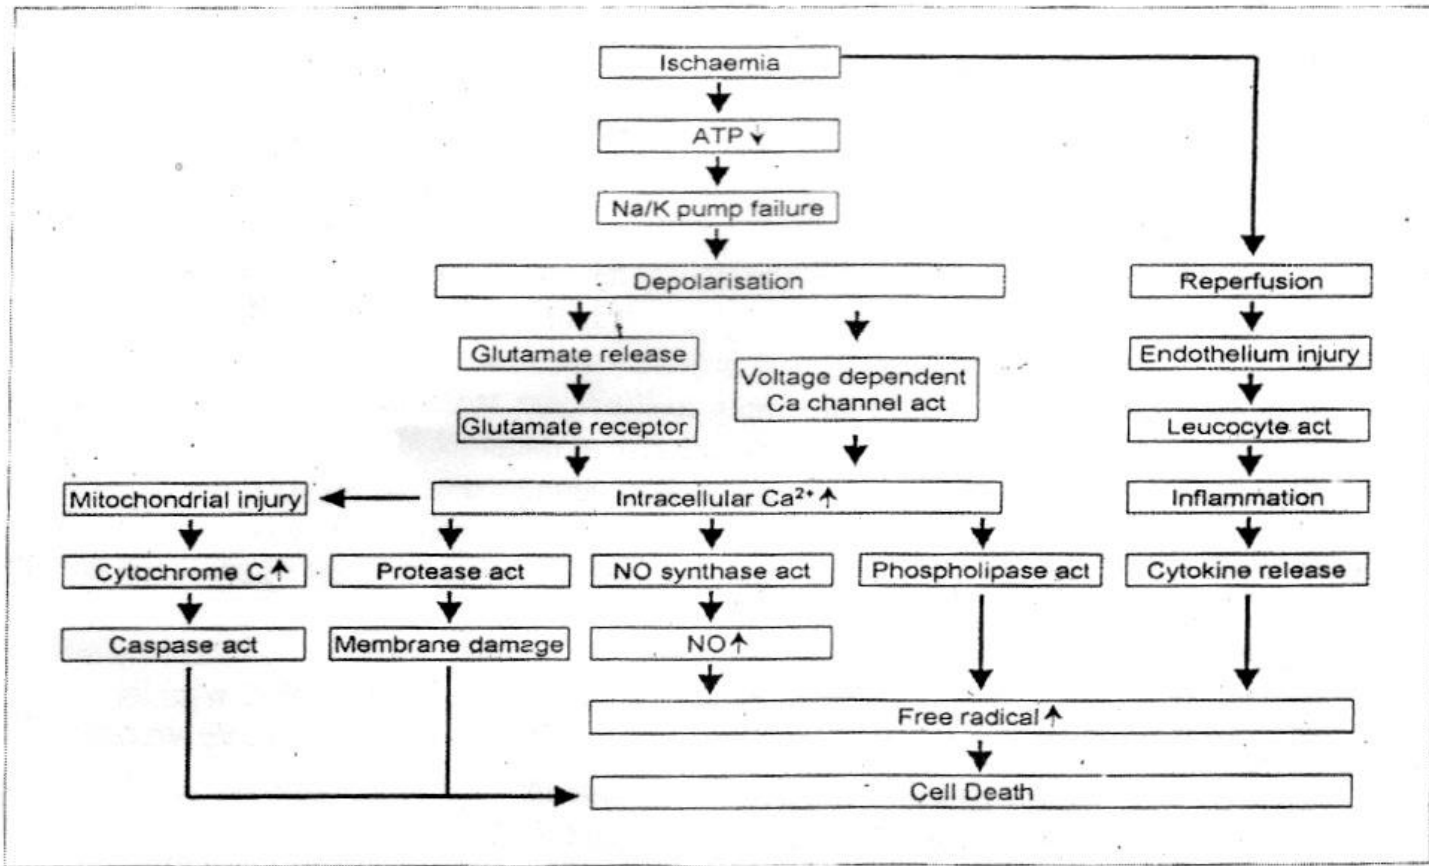 Ischaemia
ATP ↓
Na/K pump failure
Depolarisation
Reperfusion
Glutamate release
Endothelium injury
Voltage dependent
Ca channel act
Glutamate receptor
Leucocyte act
Mitochondrial injury
Intracellular Ca²⁺ ↑
Inflammation
Cytochrome C ↑
Protease act
NO synthase act
Phospholipase act
Cytokine release
Caspase act
Membrane damage
NO ↑
Free radical ↑
Cell Death